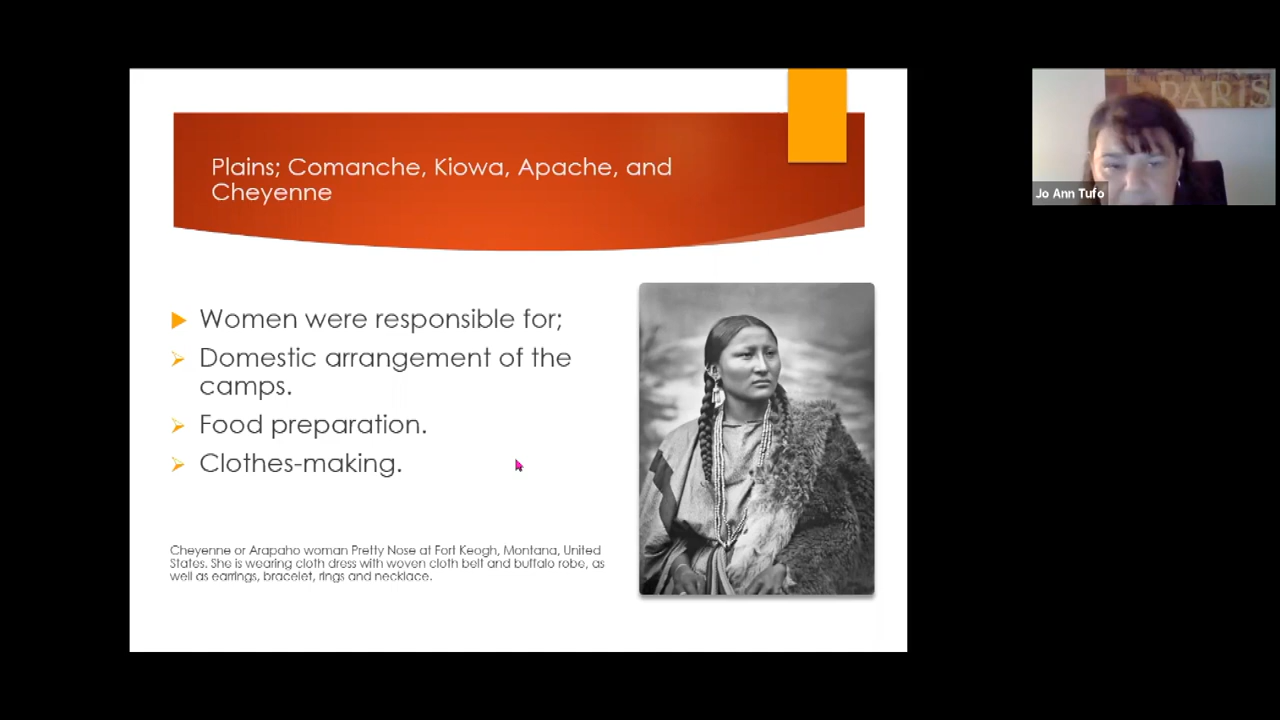 Plains; Comanche, Kiowa, Apache, and
Cheyenne
Women were responsible for;
Domestic arrangement of the
camps.
Food preparation.
Clothes-making.
Cheyenne or Arapaho woman Pretty Nose at Fort Keogh, Montana, United
States. She is wearing cloth dress with woven cloth belt and buffalo robe, as
well as earrings, bracelet, rings and necklace.
PARIS
Jo Ann Tufo